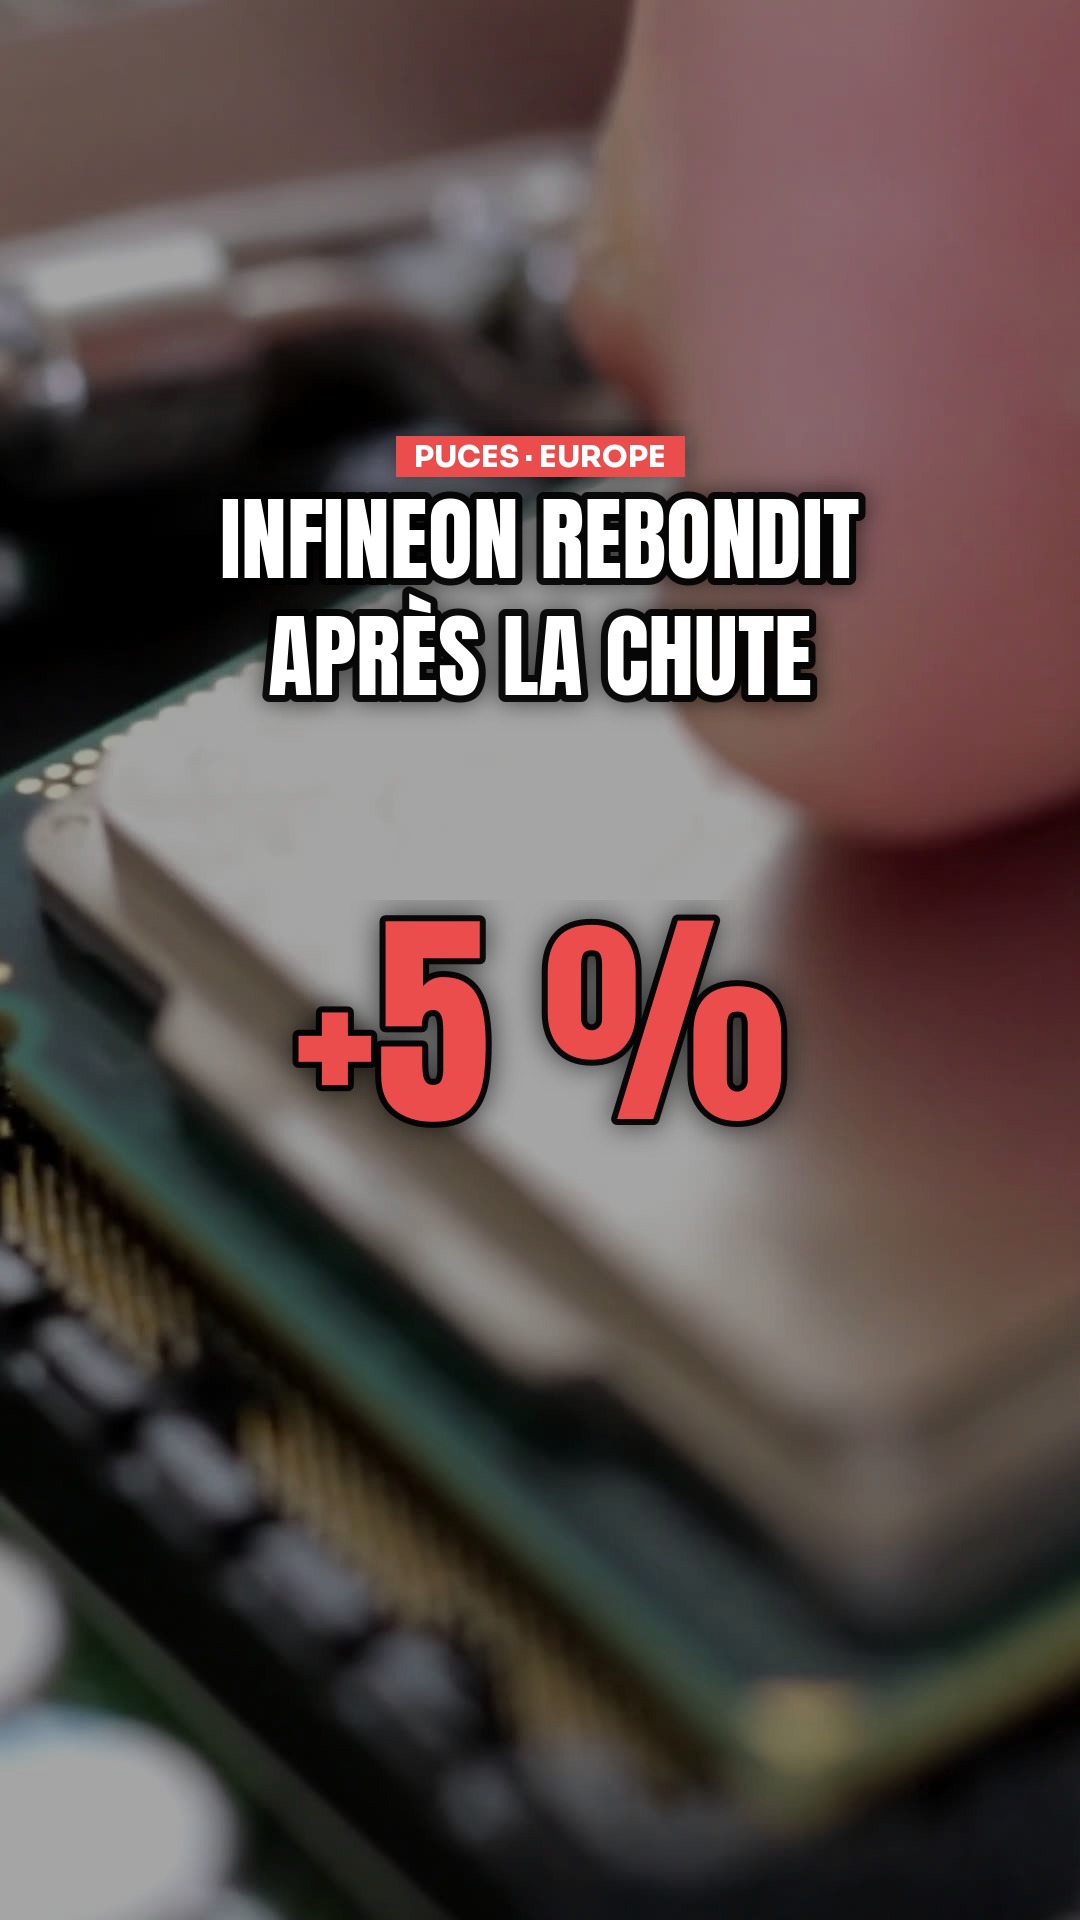 PUCES · EUROPE
INFINEON REBONDIT
APRÈS LA CHUTE
+5 %